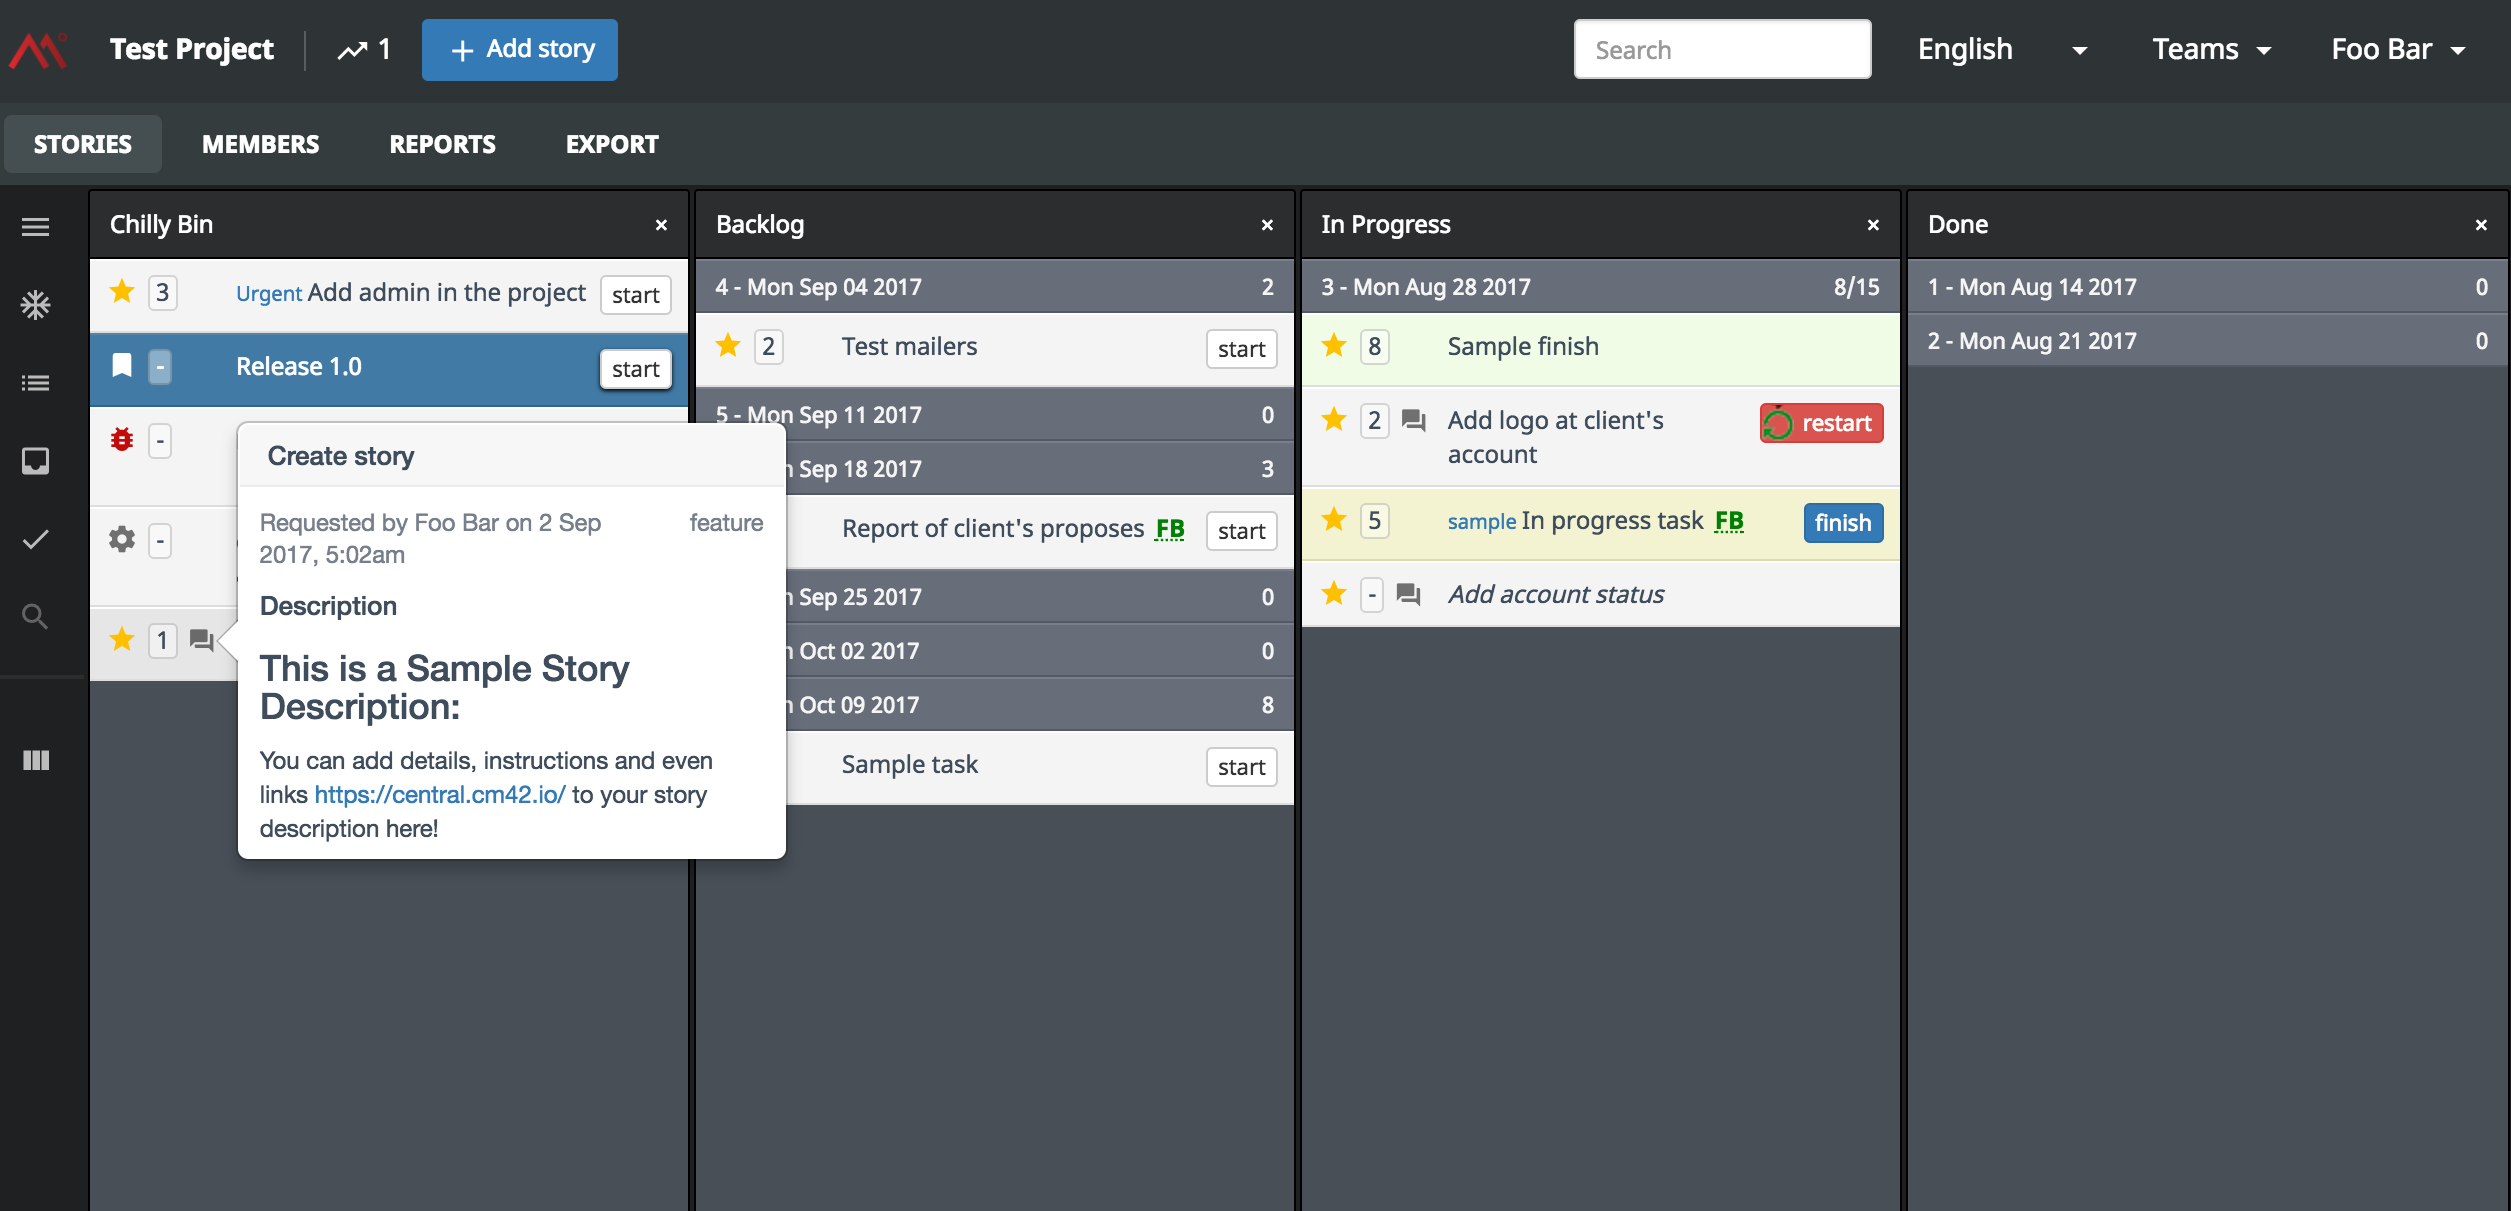 Test Project
1
+ Add story
Search
English
Teams
Foo Bar
STORIES
MEMBERS
REPORTS
EXPORT
Chilly Bin ×
3 Urgent Add admin in the project start
- Release 1.0 start
-
-
1
Create story
Requested by Foo Bar on 2 Sep 2017, 5:02am
feature
Description
This is a Sample Story
Description:
You can add details, instructions and even
links https://central.cm42.io/ to your story
description here!
Backlog ×
4 - Mon Sep 04 2017 2
2 Test mailers start
5 - Mon Sep 11 2017 0
Sep 18 2017 3
Report of client's proposes FB start
Sep 25 2017 0
Oct 02 2017 0
Oct 09 2017 8
Sample task start
In Progress ×
3 - Mon Aug 28 2017 8/15
8 Sample finish
2 Add logo at client's
account
restart
5 sample In progress task FB finish
- Add account status
Done ×
1 - Mon Aug 14 2017 0
2 - Mon Aug 21 2017 0